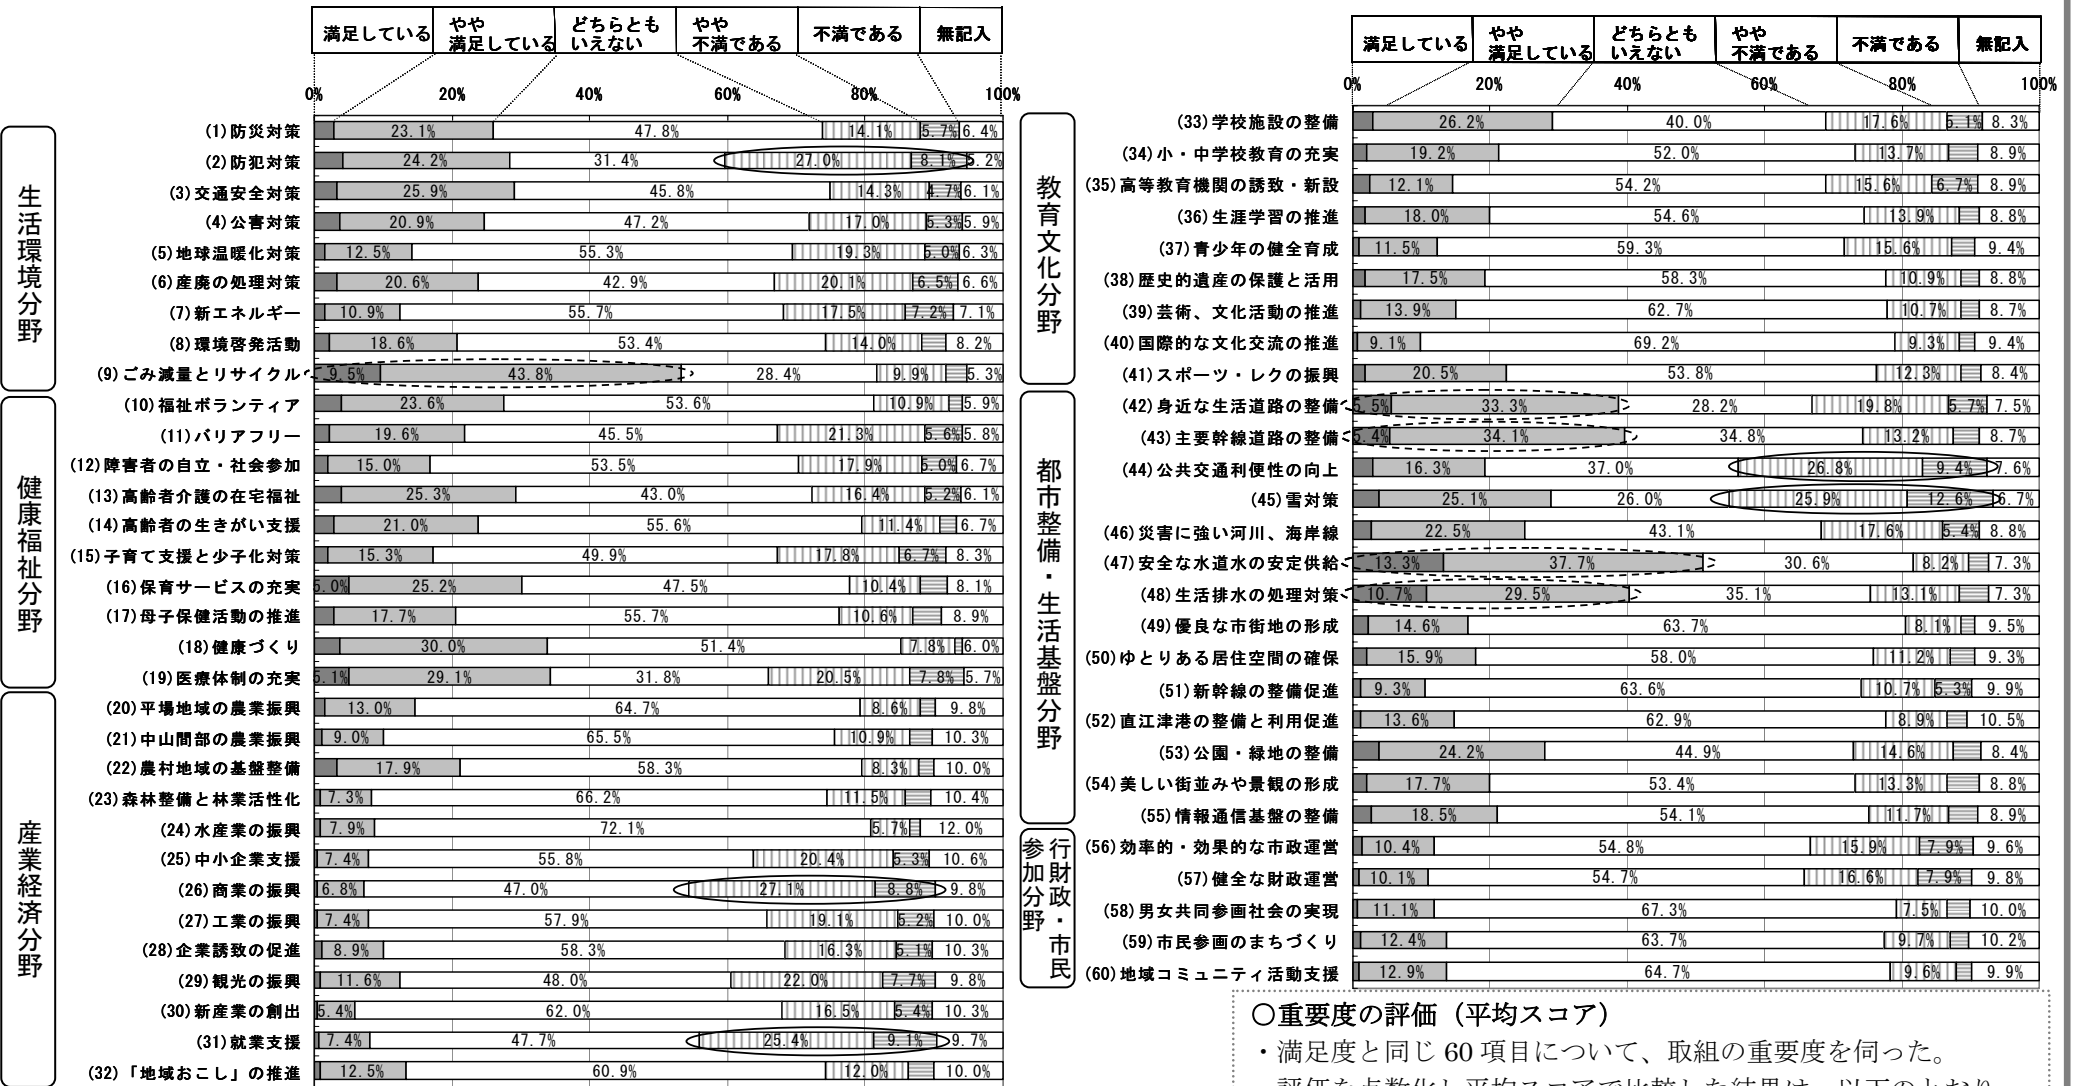 満足している やや満足している どちらともいえない やや不満である 不満である 無記入
0% 20% 40% 60% 80% 100%
生活環境分野
(1)防災対策 23.1% 47.8% 14.1% 5.7% 6.4%
(2)防犯対策 24.2% 31.4% 27.0% 8.1% 5.2%
(3)交通安全対策 25.9% 45.8% 14.3% 4.7% 6.1%
(4)公害対策 20.9% 47.2% 17.0% 5.3% 5.9%
(5)地球温暖化対策 12.5% 55.3% 19.3% 5.0% 6.3%
(6)産廃の処理対策 20.6% 42.9% 20.1% 6.5% 6.6%
(7)新エネルギー 10.9% 55.7% 17.5% 7.2% 7.1%
(8)環境啓発活動 18.6% 53.4% 14.0% 8.2%
(9)ごみ減量とリサイクル 9.5% 43.8% 28.4% 9.9% 5.3%
健康福祉分野
(10)福祉ボランティア 23.6% 53.6% 10.9% 5.9%
(11)バリアフリー 19.6% 45.5% 21.3% 5.6% 5.8%
(12)障害者の自立・社会参加 15.0% 53.5% 17.9% 5.0% 6.7%
(13)高齢者介護の在宅福祉 25.3% 43.0% 16.4% 5.2% 6.1%
(14)高齢者の生きがい支援 21.0% 55.6% 11.4% 6.7%
(15)子育て支援と少子化対策 15.3% 49.9% 17.8% 6.7% 8.3%
(16)保育サービスの充実 5.0% 25.2% 47.5% 10.4% 8.1%
(17)母子保健活動の推進 17.7% 55.7% 10.6% 8.9%
(18)健康づくり 30.0% 51.4% 7.8% 6.0%
(19)医療体制の充実 5.1% 29.1% 31.8% 20.5% 7.8% 5.7%
産業経済分野
(20)平場地域の農業振興 13.0% 64.7% 8.6% 9.8%
(21)中山間部の農業振興 9.0% 65.5% 10.9% 10.3%
(22)農村地域の基盤整備 17.9% 58.3% 8.3% 10.0%
(23)森林整備と林業活性化 7.3% 66.2% 11.5% 10.4%
(24)水産業の振興 7.9% 72.1% 5.7% 12.0%
(25)中小企業支援 7.4% 55.8% 20.4% 5.3% 10.6%
(26)商業の振興 6.8% 47.0% 27.1% 8.8% 9.8%
(27)工業の振興 7.4% 57.9% 19.1% 5.2% 10.0%
(28)企業誘致の促進 8.9% 58.3% 16.3% 5.1% 10.3%
(29)観光の振興 11.6% 48.0% 22.0% 7.7% 9.8%
(30)新産業の創出 5.4% 62.0% 16.5% 5.4% 10.3%
(31)就業支援 7.4% 47.7% 25.4% 9.1% 9.7%
(32)「地域おこし」の推進 12.5% 60.9% 12.0% 10.0%
満足している やや満足している どちらともいえない やや不満である 不満である 無記入
0% 20% 40% 60% 80% 100%
教育文化分野
(33)学校施設の整備 26.2% 40.0% 17.6% 5.1% 8.3%
(34)小・中学校教育の充実 19.2% 52.0% 13.7% 8.9%
(35)高等教育機関の誘致・新設 12.1% 54.2% 15.6% 6.7% 8.9%
(36)生涯学習の推進 18.0% 54.6% 13.9% 8.8%
(37)青少年の健全育成 11.5% 59.3% 15.6% 9.4%
(38)歴史的遺産の保護と活用 17.5% 58.3% 10.9% 8.8%
(39)芸術、文化活動の推進 13.9% 62.7% 10.7% 8.7%
(40)国際的な文化交流の推進 9.1% 69.2% 9.3% 9.4%
(41)スポーツ・レクの振興 20.5% 53.8% 12.3% 8.4%
都市整備・生活基盤分野
(42)身近な生活道路の整備 5.5% 33.3% 28.2% 19.8% 5.7% 7.5%
(43)主要幹線道路の整備 5.4% 34.1% 34.8% 13.2% 8.7%
(44)公共交通利便性の向上 16.3% 37.0% 26.8% 9.4% 7.6%
(45)雪対策 25.1% 26.0% 25.9% 12.6% 6.7%
(46)災害に強い河川、海岸線 22.5% 43.1% 17.6% 5.4% 8.8%
(47)安全な水道水の安定供給 13.3% 37.7% 30.6% 8.2% 7.3%
(48)生活排水の処理対策 10.7% 29.5% 35.1% 13.1% 7.3%
(49)優良な市街地の形成 14.6% 63.7% 8.1% 9.5%
(50)ゆとりある居住空間の確保 15.9% 58.0% 11.2% 9.3%
(51)新幹線の整備促進 9.3% 63.6% 10.7% 5.3% 9.9%
(52)直江津港の整備と利用促進 13.6% 62.9% 8.9% 10.5%
(53)公園・緑地の整備 24.2% 44.9% 14.6% 8.4%
(54)美しい街並みや景観の形成 17.7% 53.4% 13.3% 8.8%
(55)情報通信基盤の整備 18.5% 54.1% 11.7% 8.9%
行財政・市民参加分野
(56)効率的・効果的な市政運営 10.4% 54.8% 15.9% 7.9% 9.6%
(57)健全な財政運営 10.1% 54.7% 16.6% 7.9% 9.8%
(58)男女共同参画社会の実現 11.1% 67.3% 7.5% 10.0%
(59)市民参画のまちづくり 12.4% 63.7% 9.7% 10.2%
(60)地域コミュニティ活動支援 12.9% 64.7% 9.6% 9.9%
○重要度の評価（平均スコア）
・満足度と同じ 60 項目について、取組の重要度を伺った。